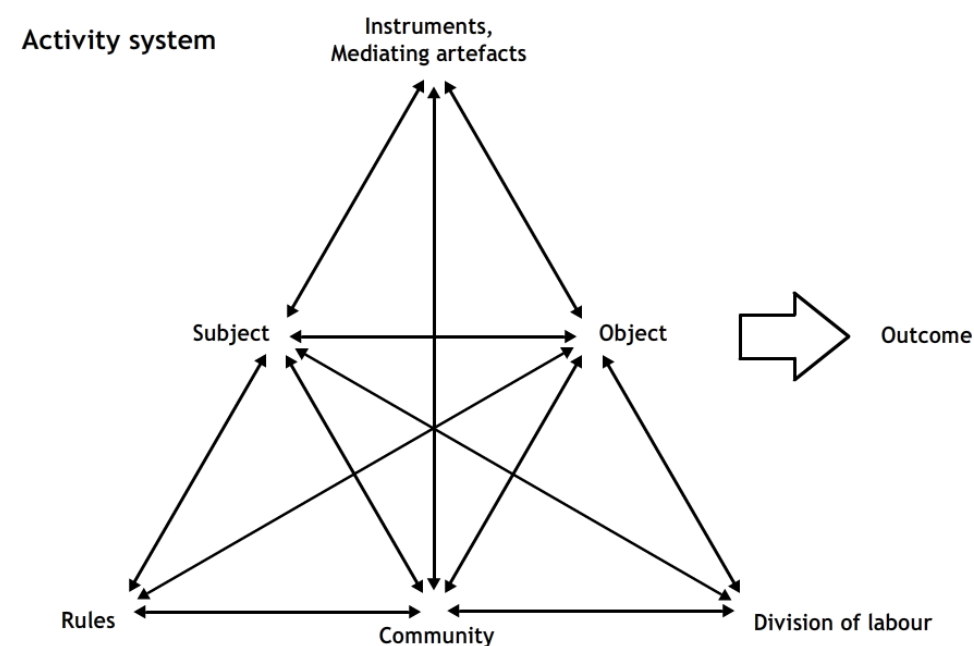 Activity system
Instruments,
Mediating artefacts
Subject
Object
Outcome
Rules
Community
Division of labour